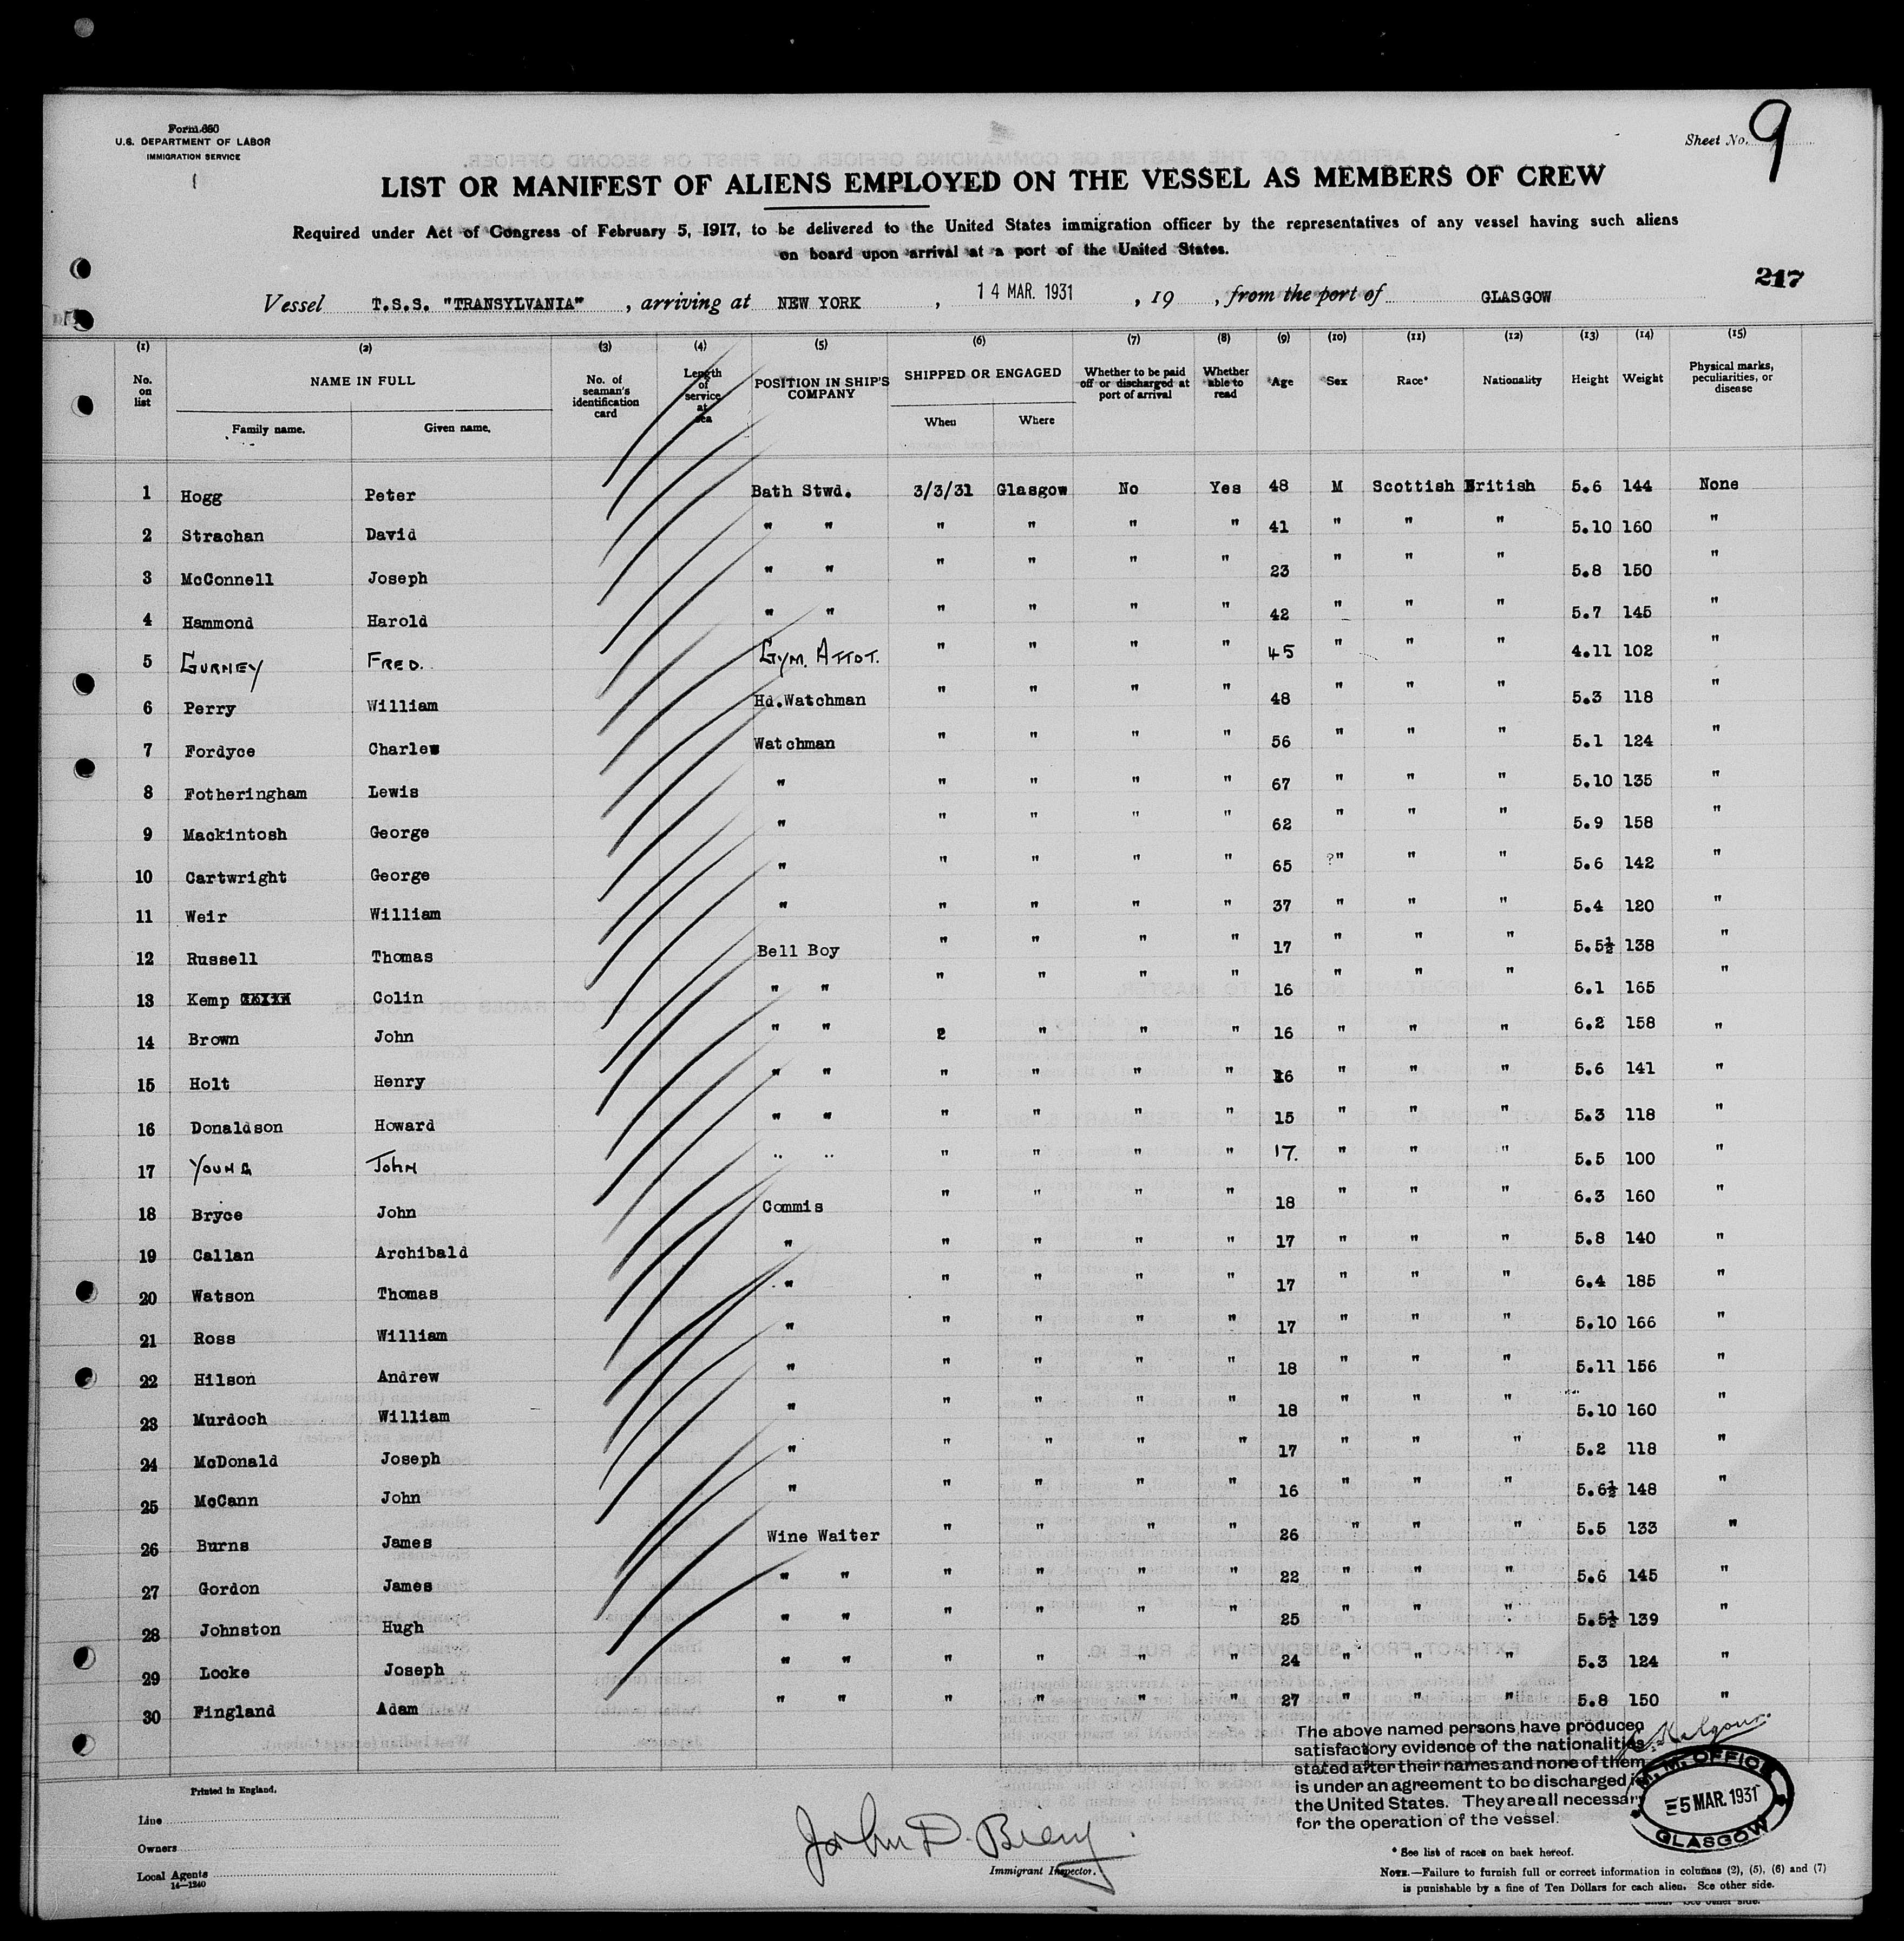 Form 680
U.S. DEPARTMENT OF LABOR
IMMIGRATION SERVICE
Sheet No. 9
LIST OR MANIFEST OF ALIENS EMPLOYED ON THE VESSEL AS MEMBERS OF CREW
Required under Act of Congress of February 5, 1917, to be delivered to the United States immigration officer by the representatives of any vessel having such aliens
on board upon arrival at a port of the United States.
217
Vessel T.S.S. "TRANSYLVANIA", arriving at NEW YORK, 14 MAR. 1931, 19 , from the port of GLASGOW
(1) (2) (3) (4) (5) (6) (7) (8) (9) (10) (11) (12) (13) (14) (15)
No. on list NAME IN FULL Family name. Given name. No. of seaman's identification card Length of service at sea POSITION IN SHIP'S COMPANY SHIPPED OR ENGAGED When Where Whether to be paid off or discharged at port of arrival Whether able to read Age Sex Race* Nationality Height Weight Physical marks, peculiarities, or disease
1 Hogg Peter Bath Stwd. 3/3/31 Glasgow No Yes 48 M Scottish British 5.6 144 None
2 Strachan David " " " " " " 41 " " " 5.10 160 "
3 McConnell Joseph " " " " " " 23 " " " 5.8 150 "
4 Hammond Harold " " " " " " 42 " " " 5.7 145 "
5 GURNEY FRED. GYM. ATTDT. " " " " 45 " " " 4.11 102 "
6 Perry William Hd.Watchman " " " " 48 " " " 5.3 118 "
7 Fordyce Charles Watchman " " " " 56 " " " 5.1 124 "
8 Fotheringham Lewis " " " " " 67 " " " 5.10 135 "
9 Mackintosh George " " " " " 62 " " " 5.9 158 "
10 Cartwright George " " " " " 65 ?" " " 5.6 142 "
11 Weir William " " " " " 37 " " " 5.4 120 "
12 Russell Thomas Bell Boy " " " " 17 " " " 5.5½ 138 "
13 Kemp Colin " " " " " " 16 " " " 6.1 165 "
14 Brown John " " 2 " " " 16 " " " 6.2 158 "
15 Holt Henry " " " " " " 16 " " " 5.6 141 "
16 Donaldson Howard " " " " " " 15 " " " 5.3 118 "
17 YOUNG JOHN " " " " " " 17. " " " 5.5 100 "
18 Bryce John Commis " " " " 18 " " " 6.3 160 "
19 Callan Archibald " " " " " 17 " " " 5.8 140 "
20 Watson Thomas " " " " " 17 " " " 6.4 185 "
21 Ross William " " " " " 17 " " " 5.10 166 "
22 Hilson Andrew " " " " " 18 " " " 5.11 156 "
23 Murdoch William " " " " " 18 " " " 5.10 160 "
24 McDonald Joseph " " " " " 17 " " " 5.2 118 "
25 McCann John " " " " " 16 " " " 5.6½ 148 "
26 Burns James Wine Waiter " " " " 26 " " " 5.5 133 "
27 Gordon James " " " " " " 22 " " " 5.6 145 "
28 Johnston Hugh " " " " " " 25 " " " 5.5½ 139 "
29 Locke Joseph " " " " " " 24 " " " 5.3 124 "
30 Fingland Adam " " " " " " 27 " " " 5.8 150 "
The above named persons have produced
satisfactory evidence of the nationalities
stated after their names and none of them
is under an agreement to be discharged in
the United States. They are all necessary
for the operation of the vessel.
M.M. OFFICE
5 MAR. 1931
GLASGOW
Printed in England.
Line
Owners
Local Agents
14—1240
John D. Bieny
Immigrant Inspector.
* See list of races on back hereof.
NOTE.—Failure to furnish full or correct information in columns (2), (5), (6) and (7)
is punishable by a fine of Ten Dollars for each alien. See other side.